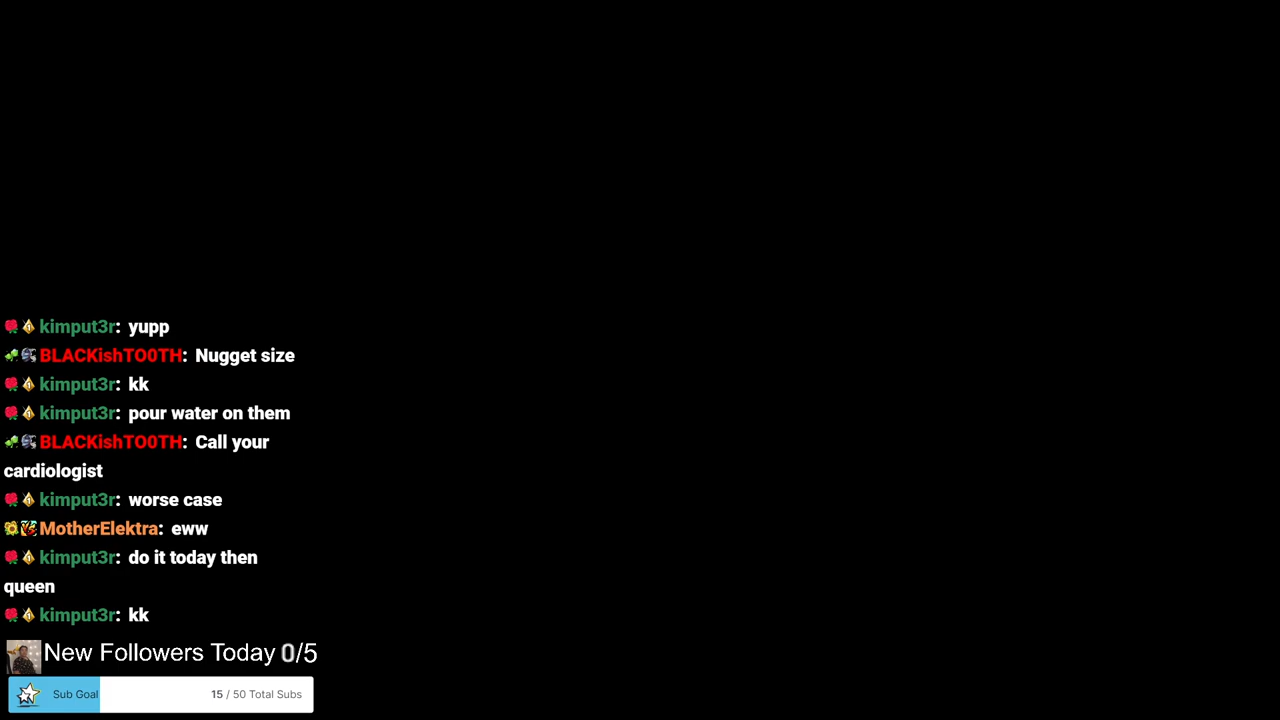 kimput3r: yupp
BLACKishTO0TH: Nugget size
kimput3r: kk
kimput3r: pour water on them
BLACKishTO0TH: Call your
cardiologist
kimput3r: worse case
MotherElektra: eww
kimput3r: do it today then
queen
kimput3r: kk
New Followers Today 0/5
Sub Goal 15 / 50 Total Subs